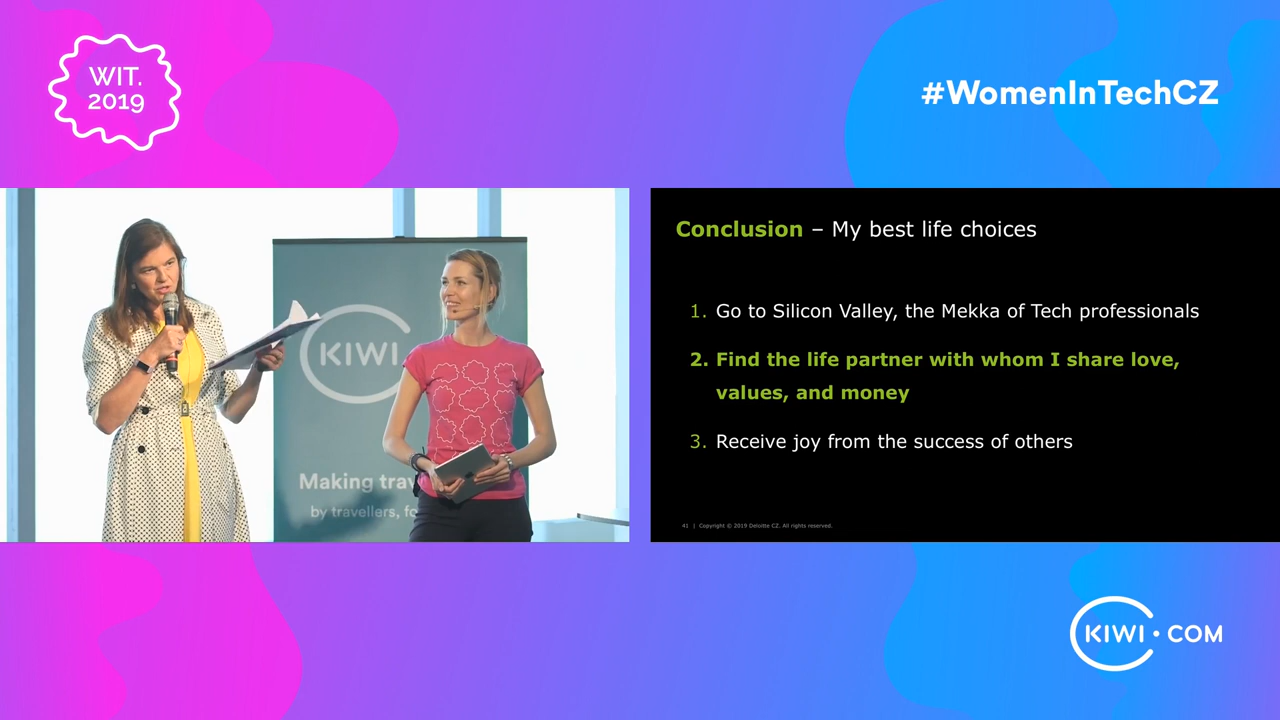 WIT.
2019
#WomenInTechCZ
KIWI
Making trav
by travellers, fo
Conclusion – My best life choices
1. Go to Silicon Valley, the Mekka of Tech professionals
2. Find the life partner with whom I share love,
values, and money
3. Receive joy from the success of others
41 | Copyright © 2019 Deloitte CZ. All rights reserved.
KIWI•COM